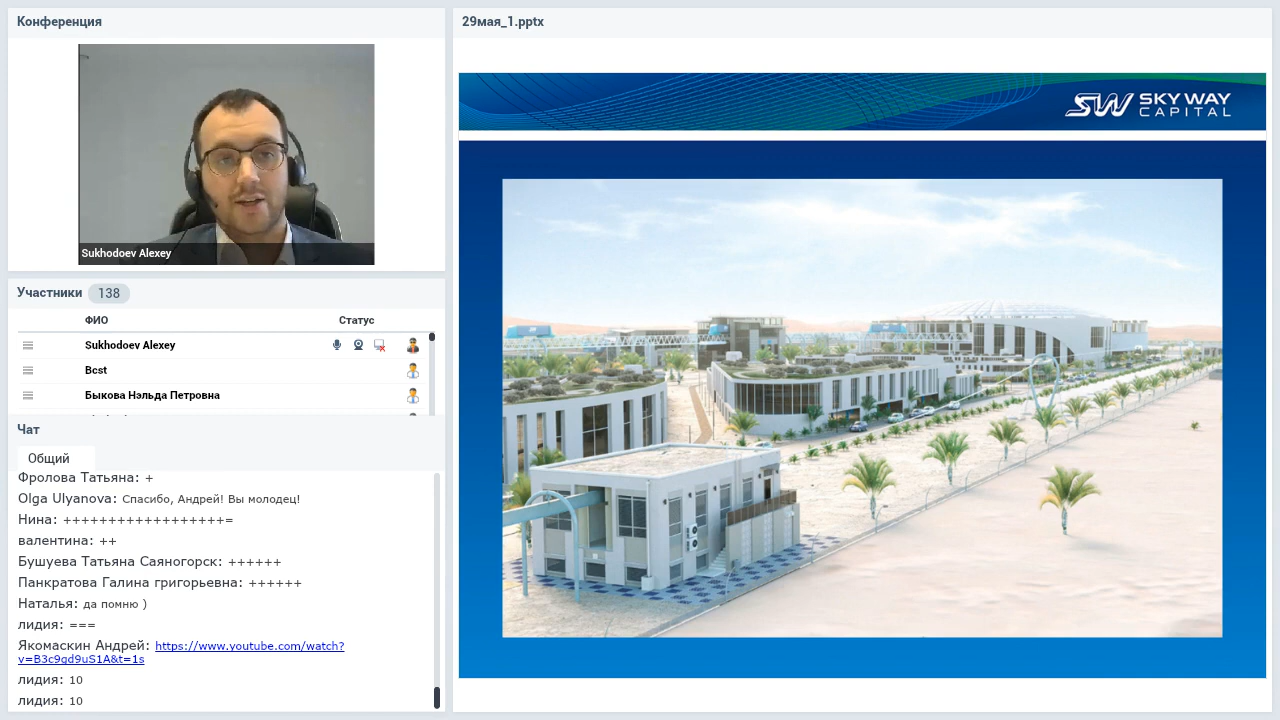 Конференция
Sukhodoev Alexey
Участники 138
ФИО Статус
Sukhodoev Alexey
Bcst
Быкова Нэльда Петровна
Чат
Общий
Фролова Татьяна: +
Olga Ulyanova: Спасибо, Андрей! Вы молодец!
Нина: ++++++++++++++++++=
валентина: ++
Бушуева Татьяна Саяногорск: ++++++
Панкратова Галина григорьевна: ++++++
Наталья: да помню )
лидия: ===
Якомаскин Андрей: https://www.youtube.com/watch?
v=B3c9gd9uS1A&t=1s
лидия: 10
лидия: 10
29мая_1.pptx
SW SKY WAY
CAPITAL